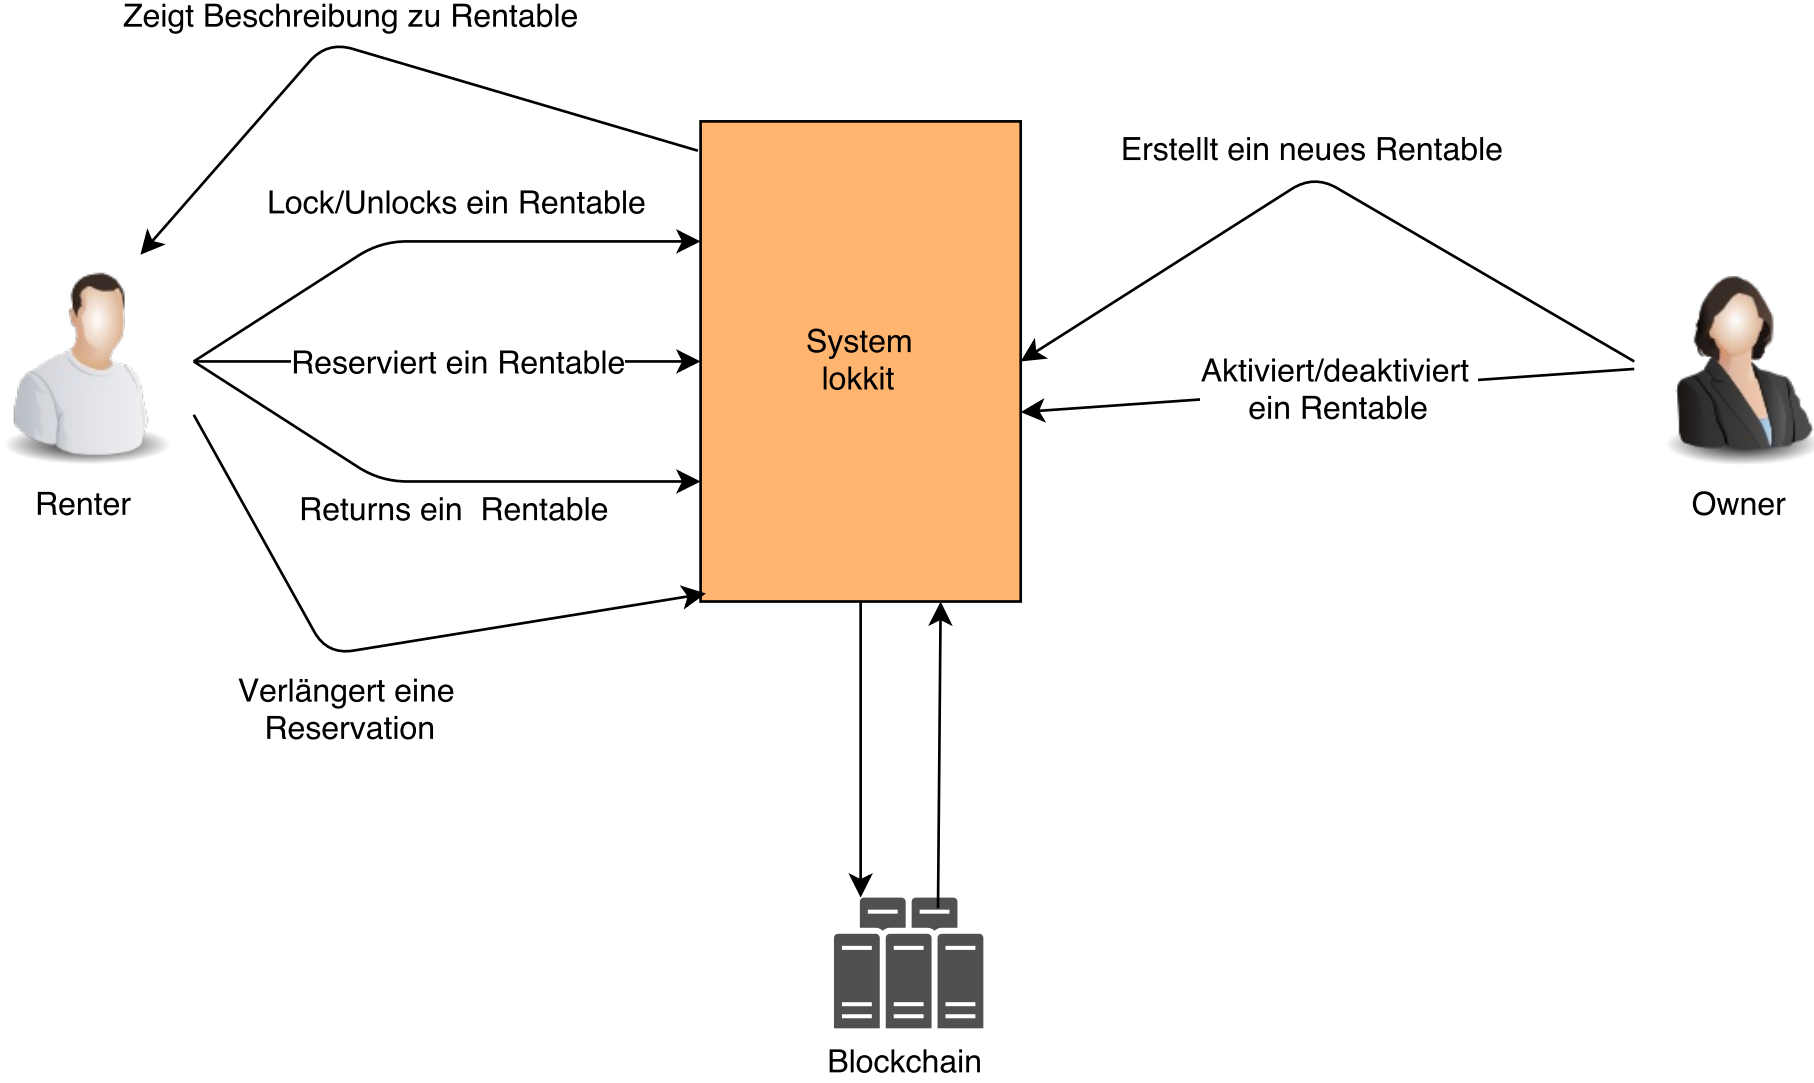 Zeigt Beschreibung zu Rentable
Erstellt ein neues Rentable
Lock/Unlocks ein Rentable
System
lokkit
Reserviert ein Rentable
Aktiviert/deaktiviert
ein Rentable
Renter
Returns ein  Rentable
Owner
Verlängert eine
Reservation
Blockchain